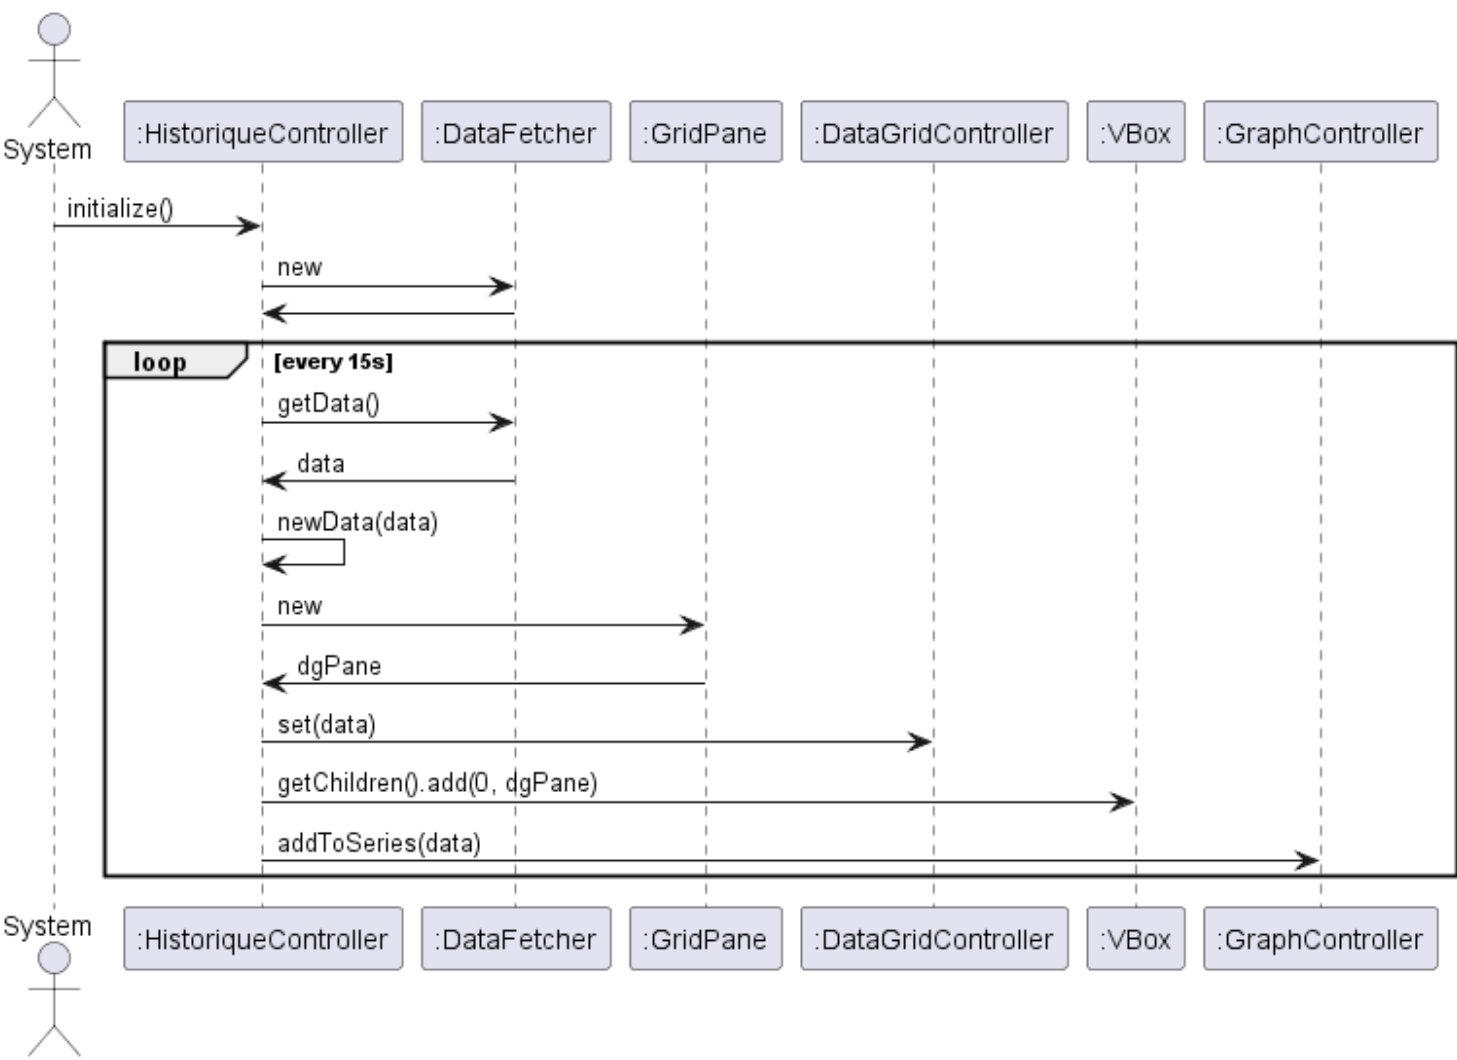 System
:HistoriqueController
:DataFetcher
:GridPane
:DataGridController
:VBox
:GraphController
initialize()
new
loop
[every 15s]
getData()
data
newData(data)
new
dgPane
set(data)
getChildren().add(0, dgPane)
addToSeries(data)
System
:HistoriqueController
:DataFetcher
:GridPane
:DataGridController
:VBox
:GraphController